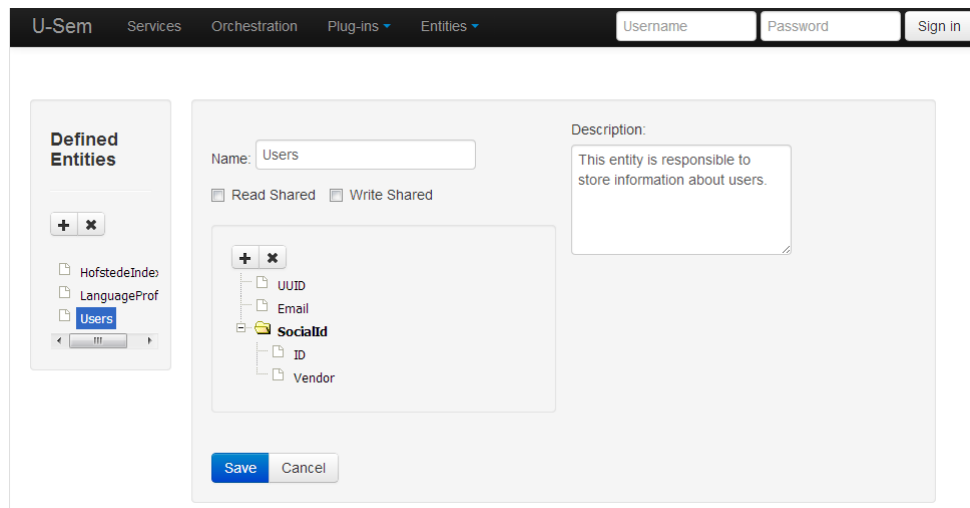 U-Sem Services Orchestration Plug-ins Entities Username Password Sign in
Defined
Entities
HofstedeIndex
LanguageProf
Users
Name: Users
Read Shared Write Shared
UUID
Email
SocialId
ID
Vendor
Description:
This entity is responsible to
store information about users.
Save Cancel